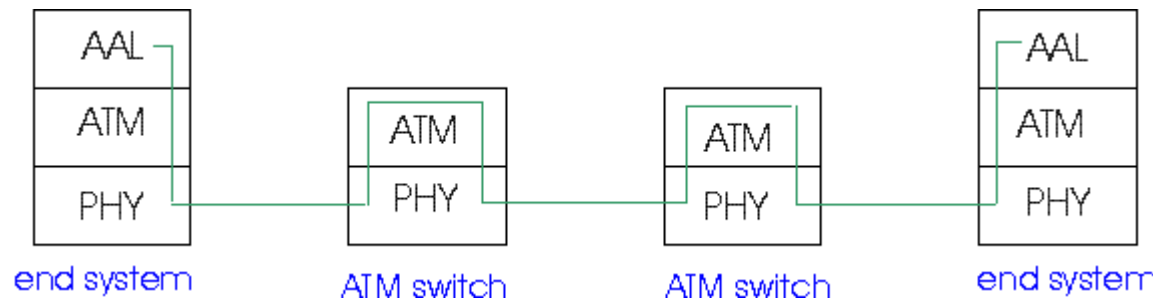 AAL
ATM
PHY
end system
ATM
PHY
ATM switch
ATM
PHY
ATM switch
AAL
ATM
PHY
end system